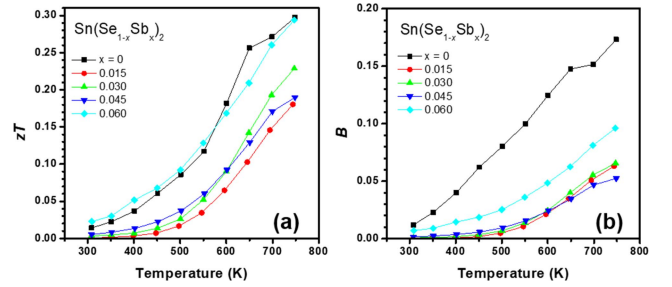 0.30
0.25
0.20
0.15
0.10
0.05
0.00
zT
Sn(Se1-xSbx)2
x = 0
0.015
0.030
0.045
0.060
(a)
300 400 500 600 700 800
Temperature (K)
0.20
0.15
0.10
0.05
0.00
B
Sn(Se1-xSbx)2
x = 0
0.015
0.030
0.045
0.060
(b)
300 400 500 600 700 800
Temperature (K)